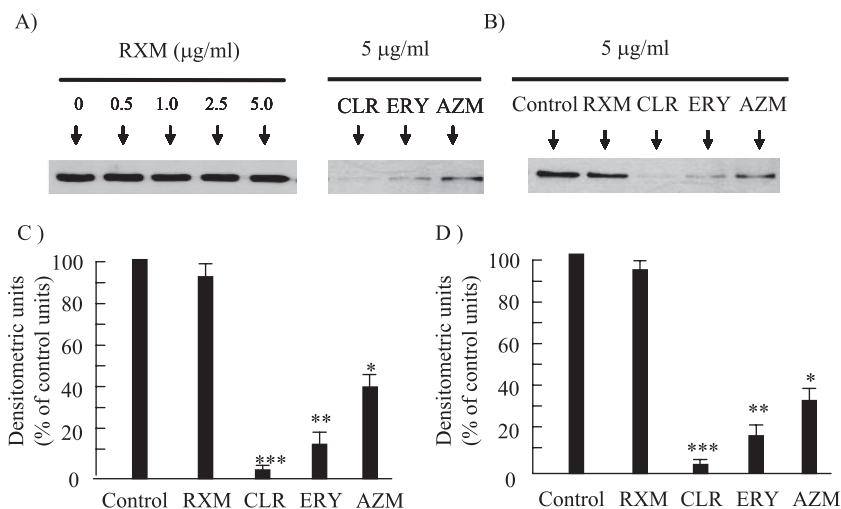 A)
RXM (μg/ml)
0 0.5 1.0 2.5 5.0
5 μg/ml
CLR ERY AZM
B)
5 μg/ml
Control RXM CLR ERY AZM
C )
Densitometric units
(% of control units)
100
80
60
40
20
0
***
**
*
Control RXM CLR ERY AZM
D )
Densitometric units
(% of control units)
100
80
60
40
20
0
***
**
*
Control RXM CLR ERY AZM